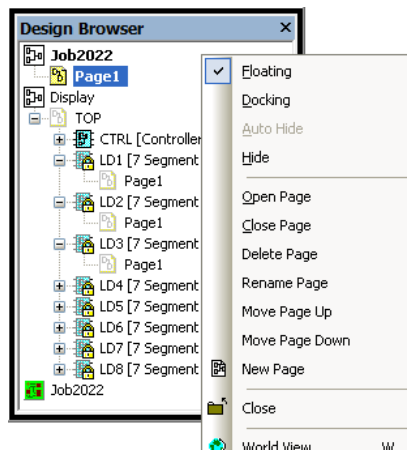 Design Browser
Job2022
Page1
Display
TOP
CTRL [Controller
LD1 [7 Segment
Page1
LD2 [7 Segment
Page1
LD3 [7 Segment
Page1
LD4 [7 Segment
LD5 [7 Segment
LD6 [7 Segment
LD7 [7 Segment
LD8 [7 Segment
Job2022
Floating
Docking
Auto Hide
Hide
Open Page
Close Page
Delete Page
Rename Page
Move Page Up
Move Page Down
New Page
Close
World View W